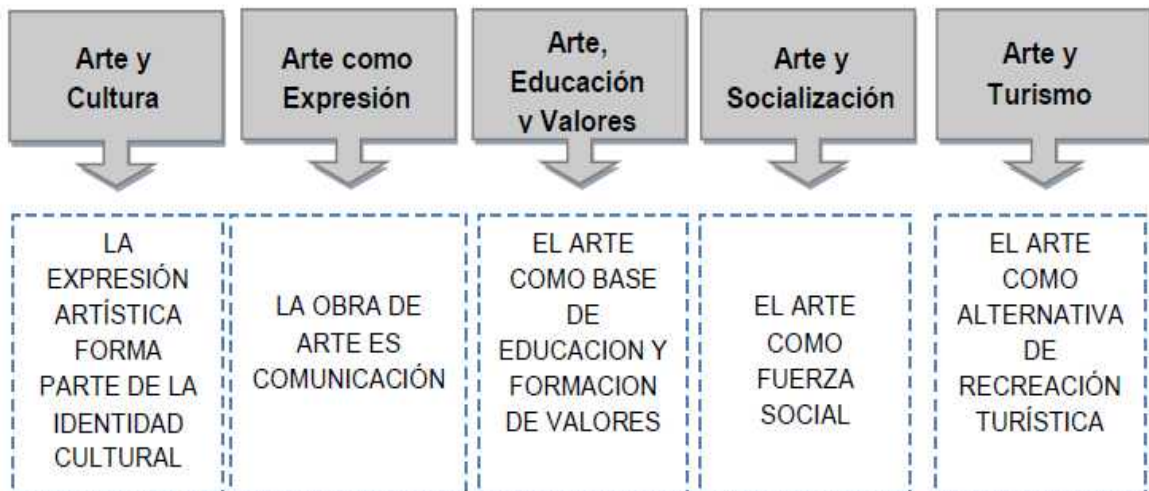 Arte y
Cultura
Arte como
Expresión
Arte,
Educación
y Valores
Arte y
Socialización
Arte y
Turismo
LA
EXPRESIÓN
ARTÍSTICA
FORMA
PARTE DE LA
IDENTIDAD
CULTURAL
LA OBRA DE
ARTE ES
COMUNICACIÓN
EL ARTE
COMO BASE
DE
EDUCACION Y
FORMACION
DE VALORES
EL ARTE
COMO
FUERZA
SOCIAL
EL ARTE
COMO
ALTERNATIVA
DE
RECREACIÓN
TURÍSTICA